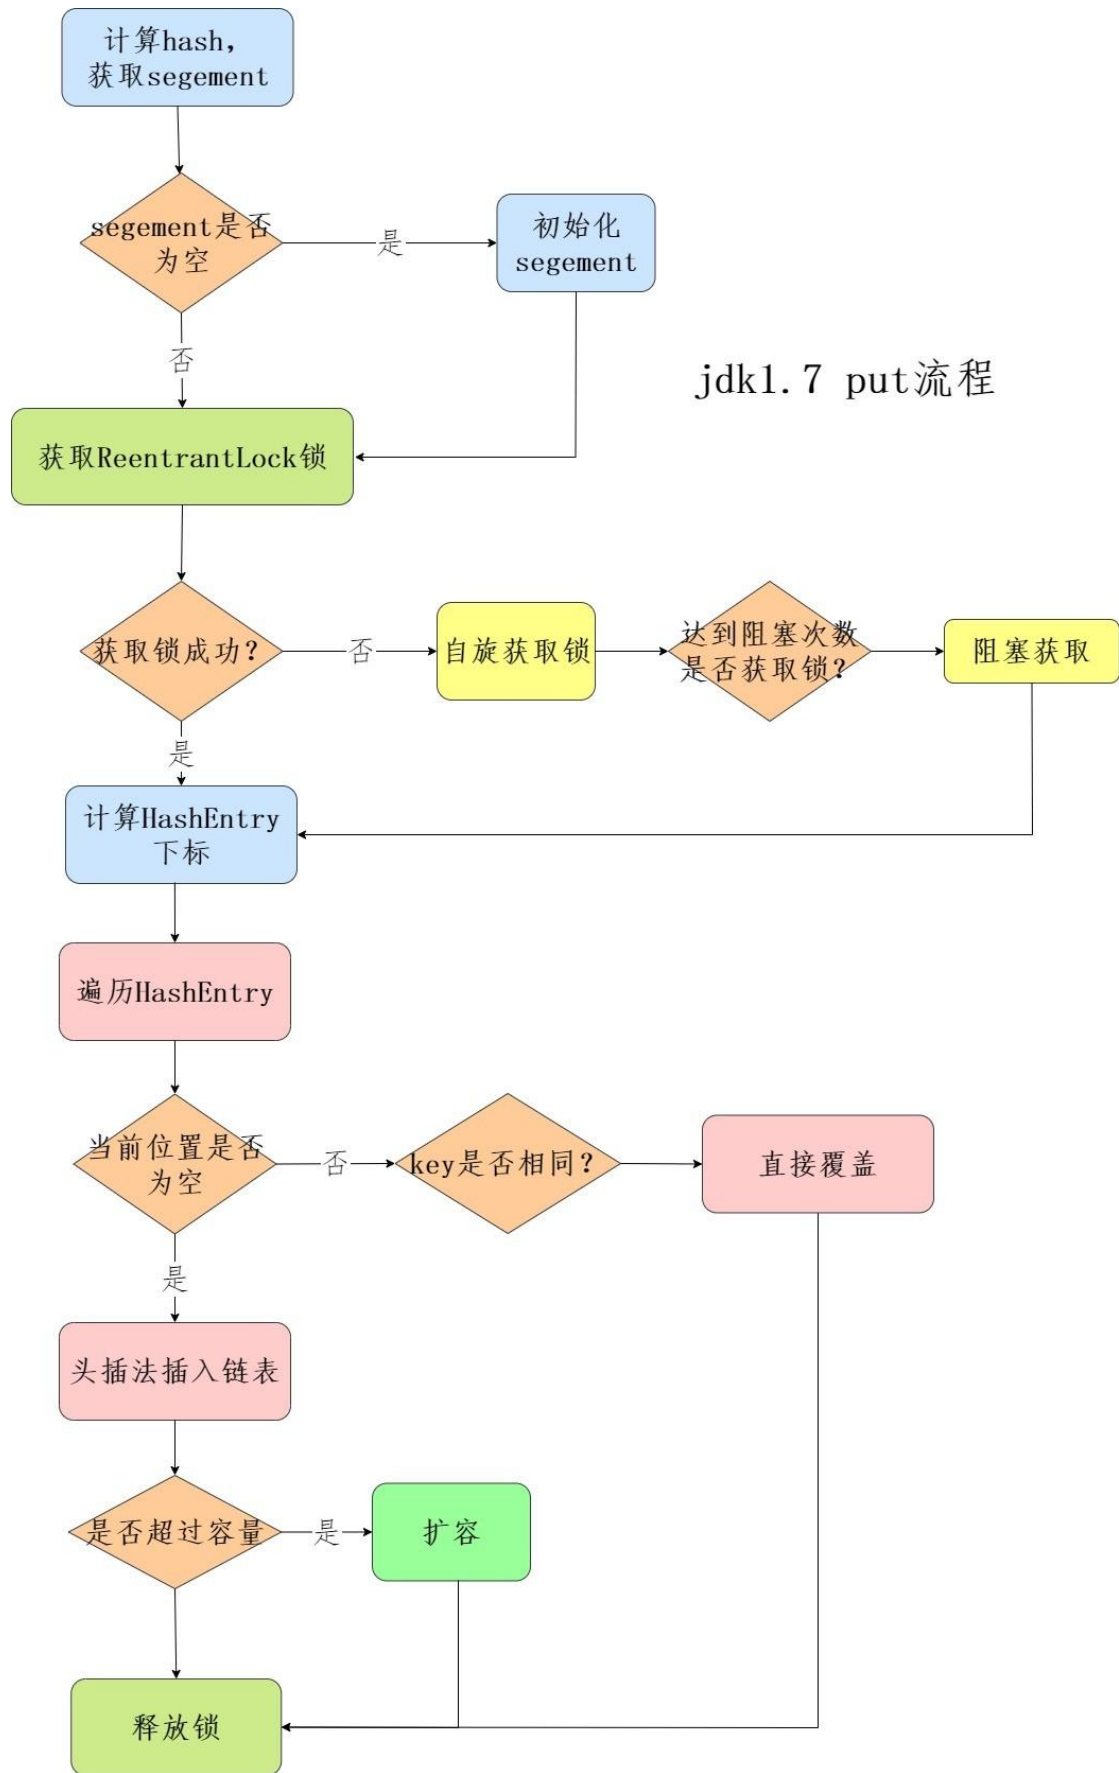 计算hash,
获取segement
segement是否
为空
是
初始化
segement
否
jdk1.7 put流程
获取ReentrantLock锁
获取锁成功？
否
自旋获取锁
达到阻塞次数
是否获取锁？
阻塞获取
是
计算HashEntry
下标
遍历HashEntry
当前位置是否
为空
否
key是否相同？
直接覆盖
是
头插法插入链表
是否超过容量
是
扩容
释放锁